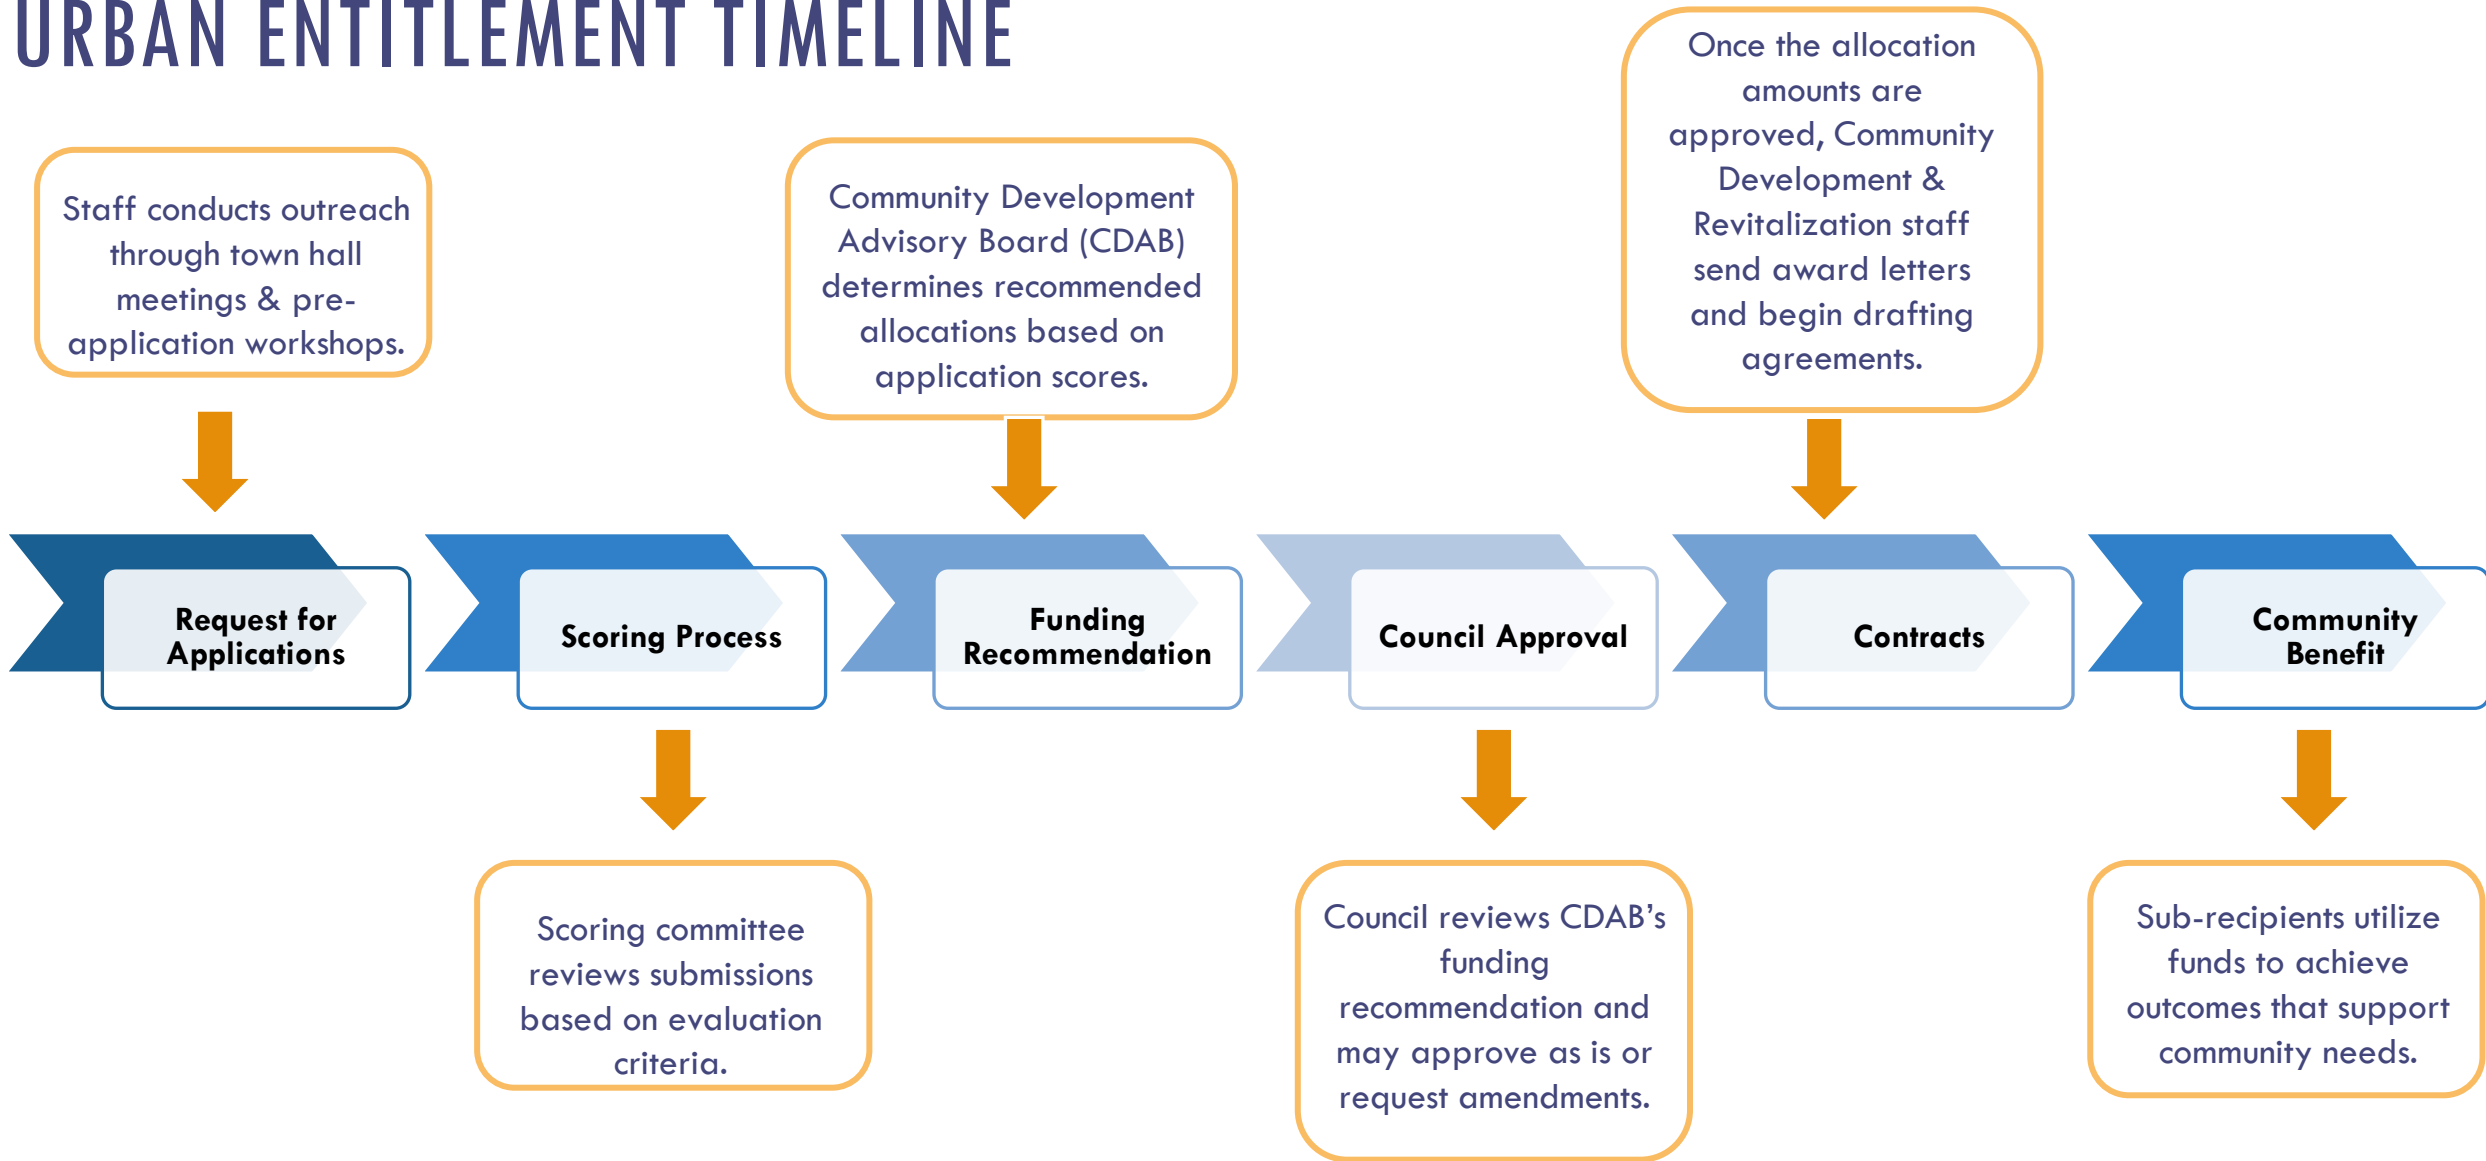 URBAN ENTITLEMENT TIMELINE
Staff conducts outreach
through town hall
meetings & pre-
application workshops.
Community Development
Advisory Board (CDAB)
determines recommended
allocations based on
application scores.
Once the allocation
amounts are
approved, Community
Development &
Revitalization staff
send award letters
and begin drafting
agreements.
Request for
Applications
Scoring Process
Funding
Recommendation
Council Approval
Contracts
Community
Benefit
Scoring committee
reviews submissions
based on evaluation
criteria.
Council reviews CDAB’s
funding
recommendation and
may approve as is or
request amendments.
Sub-recipients utilize
funds to achieve
outcomes that support
community needs.